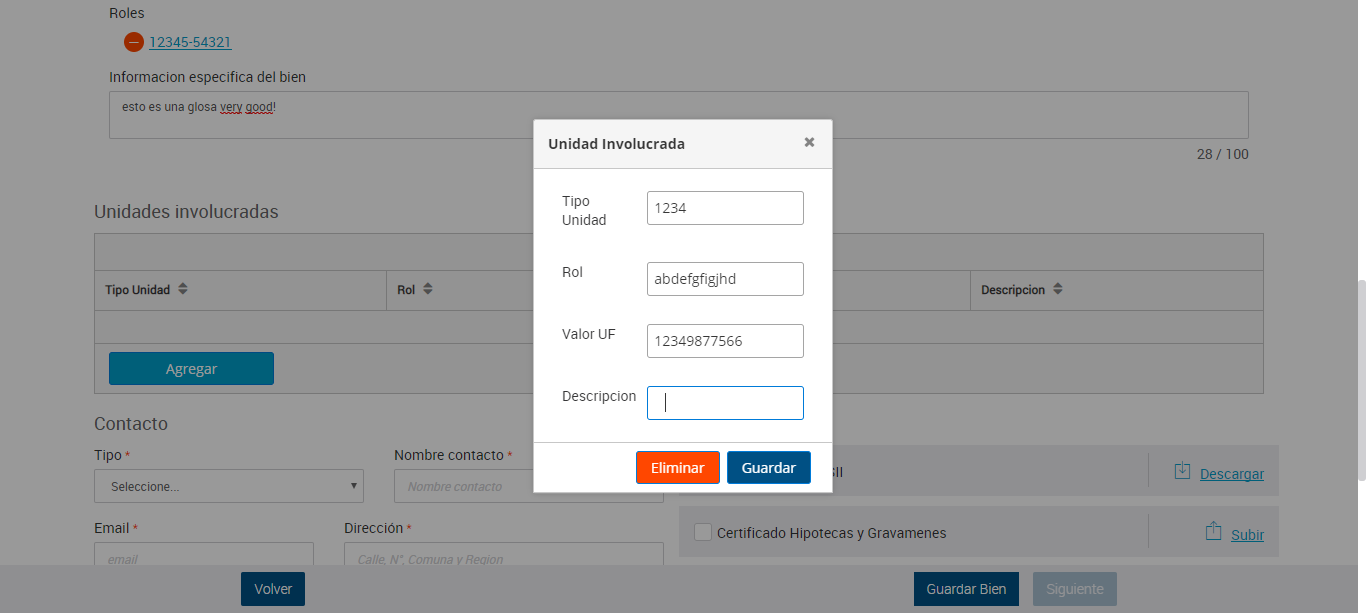 Roles
12345-54321
Informacion especifica del bien
esto es una glosa very good!
28 / 100
Unidades involucradas
Tipo Unidad
Rol
Descripcion
Agregar
Unidad Involucrada
Tipo
Unidad
1234
Rol
abdefgfigjhd
Valor UF
12349877566
Descripcion
Eliminar
Guardar
Contacto
Tipo *
Seleccione...
Nombre contacto *
Nombre contacto
Email *
email
Dirección *
Calle, N°, Comuna y Region
SII
Descargar
Certificado Hipotecas y Gravamenes
Subir
Volver
Guardar Bien
Siguiente